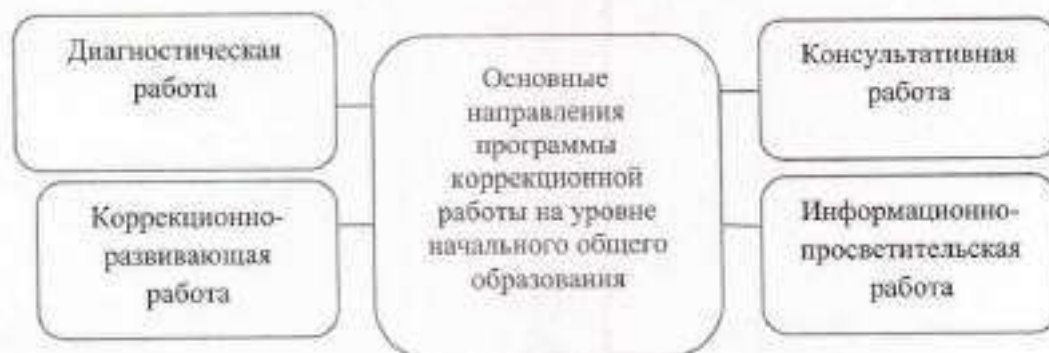 Диагностическая
работа
Коррекционно-
развивающая
работа
Основные
направления
программы
коррекционной
работы на уровне
начального общего
образования
Консультативная
работа
Информационно-
просветительская
работа